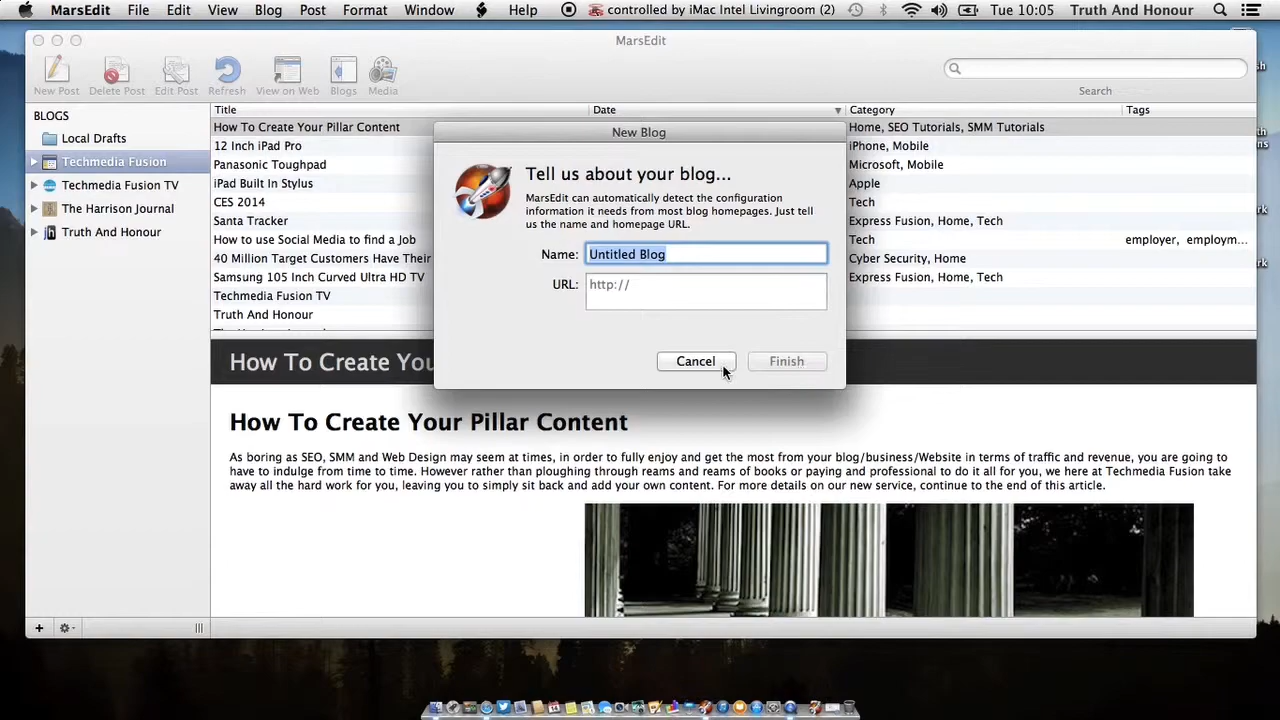 MarsEdit File Edit View Blog Post Format Window Help controlled by iMac Intel Livingroom (2) Tue 10:05 Truth And Honour
MarsEdit
New Post Delete Post Edit Post Refresh View on Web Blogs Media Search
BLOGS
Local Drafts
Techmedia Fusion
Techmedia Fusion TV
The Harrison Journal
Truth And Honour
Title Date Category Tags
How To Create Your Pillar Content Home, SEO Tutorials, SMM Tutorials
12 Inch iPad Pro iPhone, Mobile
Panasonic Toughpad Microsoft, Mobile
iPad Built In Stylus Apple
CES 2014 Tech
Santa Tracker Express Fusion, Home, Tech
How to use Social Media to find a Job Tech employer, employm...
40 Million Target Customers Have Their Cyber Security, Home
Samsung 105 Inch Curved Ultra HD TV Express Fusion, Home, Tech
Techmedia Fusion TV
Truth And Honour
New Blog
Tell us about your blog...
MarsEdit can automatically detect the configuration
information it needs from most blog homepages. Just tell
us the name and homepage URL.
Name: Untitled Blog
URL: http://
Cancel Finish
How To Create You
How To Create Your Pillar Content
As boring as SEO, SMM and Web Design may seem at times, in order to fully enjoy and get the most from your blog/business/Website in terms of traffic and revenue, you are going
to have to indulge from time to time. However rather than ploughing through reams and reams of books or paying and professional to do it all for you, we here at Techmedia Fusion take
away all the hard work for you, leaving you to simply sit back and add your own content. For more details on our new service, continue to the end of this article.